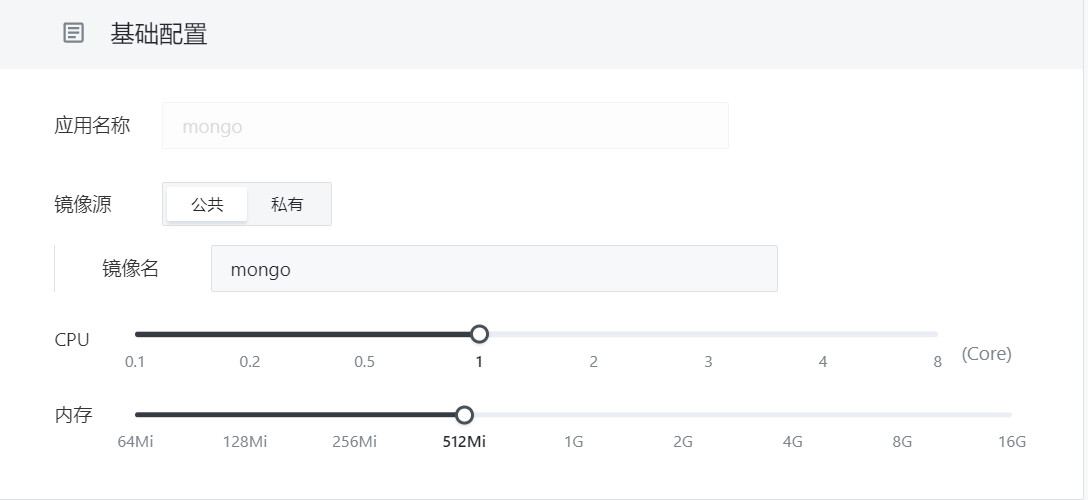 基础配置
应用名称 mongo
镜像源 公共 私有
镜像名 mongo
CPU
0.1 0.2 0.5 1 2 3 4 8 (Core)
内存
64Mi 128Mi 256Mi 512Mi 1G 2G 4G 8G 16G